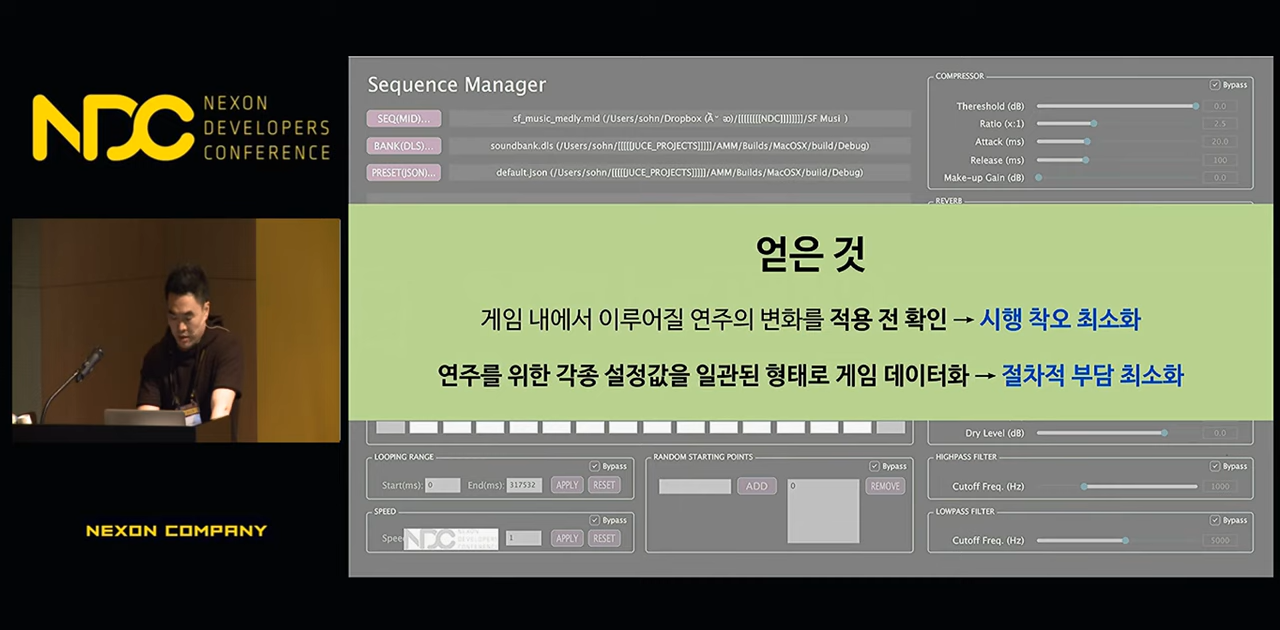 NDC
NEXON
DEVELOPERS
CONFERENCE
NEXON COMPANY
Sequence Manager
SEQ(MID)...
BANK(DLS)...
soundbank.dls (/Users/sohn/[[[[[JUCE_PROJECTS]]]]]/AMM/Builds/MacOSX/build/Debug)
PRESET(JSON)...
default.json (/Users/sohn/[[[[[JUCE_PROJECTS]]]]]/AMM/Builds/MacOSX/build/Debug)
COMPRESSOR
Bypass
Thereshold (dB) 0.0
Ratio (x:1) 2.5
Attack (ms) 20.0
Release (ms) 100
Make-up Gain (dB) 0.0
REVERB
얻은 것
게임 내에서 이루어질 연주의 변화를 적용 전 확인 → 시행 착오 최소화
연주를 위한 각종 설정값을 일관된 형태로 게임 데이터화 → 절차적 부담 최소화
Dry Level (dB) 0.0
LOOPING RANGE
Bypass
Start(ms): 0 End(ms): 317532 APPLY RESET
SPEED
Bypass
1 APPLY RESET
NDC
RANDOM STARTING POINTS
Bypass
ADD 0 REMOVE
HIGHPASS FILTER
Bypass
Cutoff Freq. (Hz) 1000
LOWPASS FILTER
Bypass
Cutoff Freq. (Hz) 5000